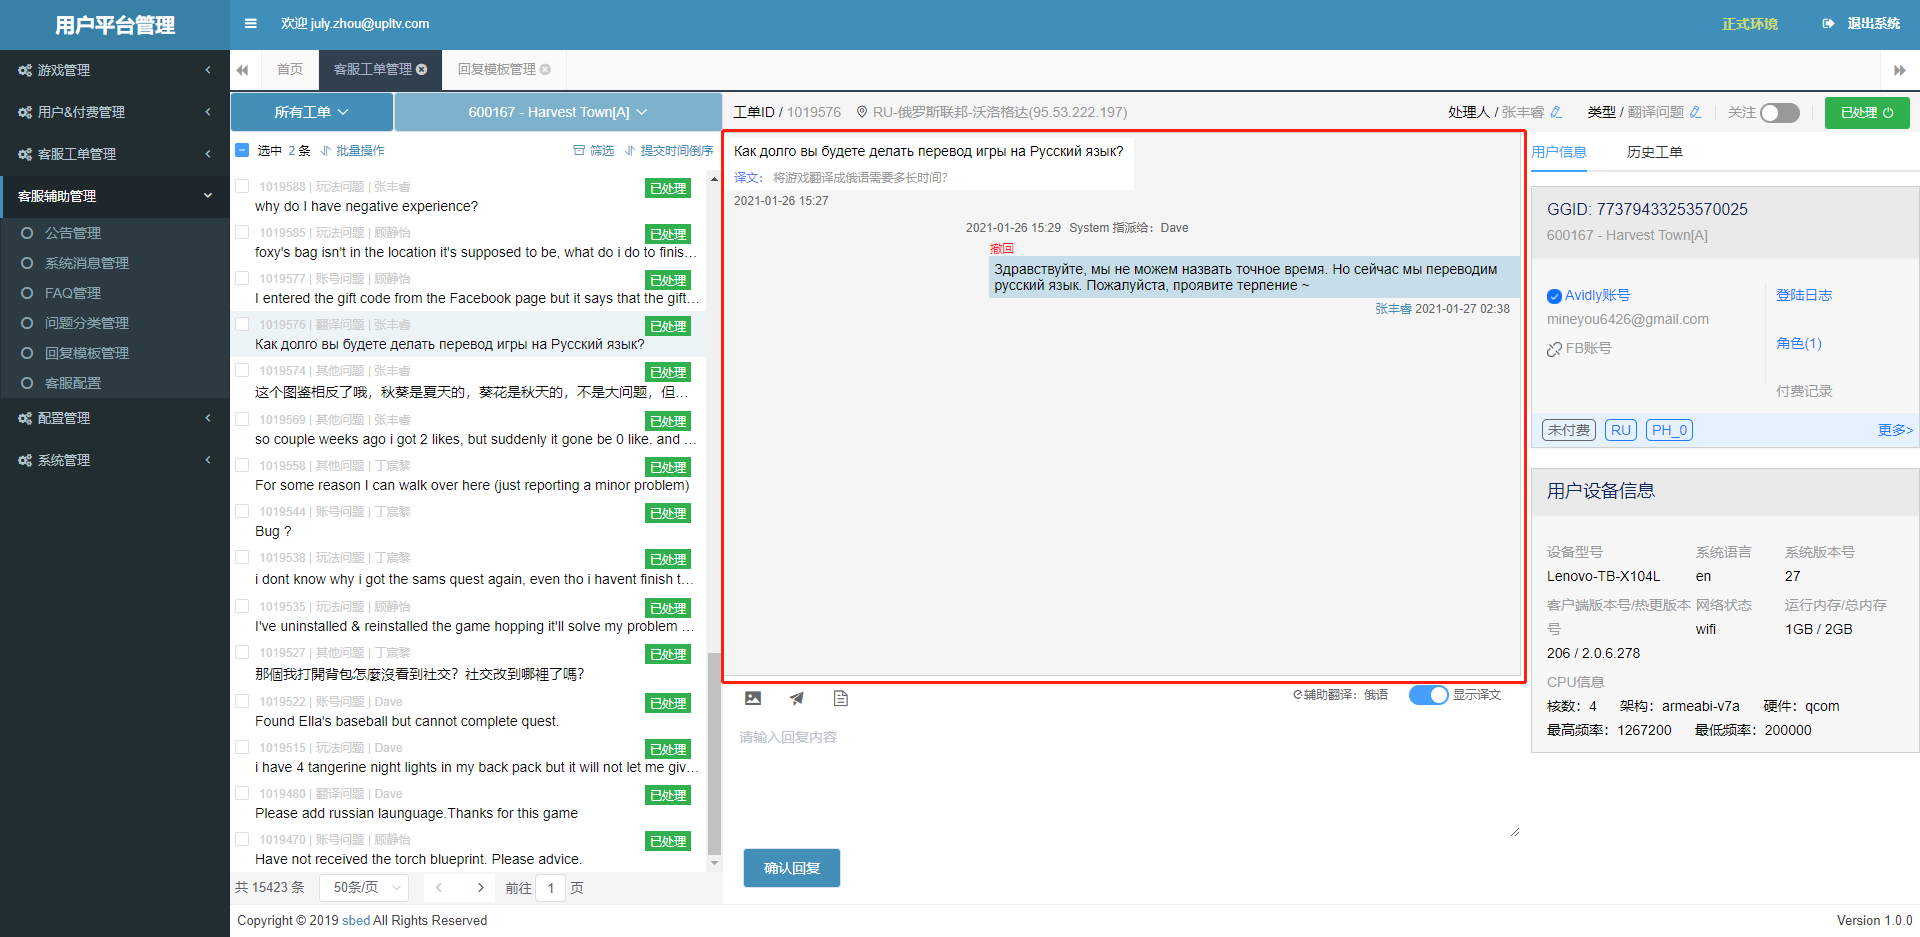 用户平台管理
欢迎 july.zhou@upltv.com
正式环境
退出系统
游戏管理
用户&付费管理
客服工单管理
客服辅助管理
公告管理
系统消息管理
FAQ管理
问题分类管理
回复模板管理
客服配置
配置管理
系统管理
首页
客服工单管理
回复模板管理
所有工单
600167 - Harvest Town[A]
选中 2 条
批量操作
筛选
提交时间倒序
1019588 | 玩法问题 | 张丰睿
已处理
why do I have negative experience?
1019585 | 玩法问题 | 顾静怡
已处理
foxy's bag isn't in the location it's supposed to be, what do i do to finis...
1019577 | 账号问题 | 顾静怡
已处理
I entered the gift code from the Facebook page but it says that the gift...
1019576 | 翻译问题 | 张丰睿
已处理
Как долго вы будете делать перевод игры на Русский язык?
1019574 | 其他问题 | 张丰睿
已处理
这个图鉴相反了哦，秋葵是夏天的，葵花是秋天的，不是大问题，但...
1019569 | 其他问题 | 张丰睿
已处理
so couple weeks ago i got 2 likes, but suddenly it gone be 0 like. and ...
1019558 | 其他问题 | 丁宸黎
已处理
For some reason I can walk over here (just reporting a minor problem)
1019544 | 账号问题 | 丁宸黎
已处理
Bug ?
1019538 | 玩法问题 | 丁宸黎
已处理
i dont know why i got the sams quest again, even tho i havent finish t...
1019535 | 玩法问题 | 顾静怡
已处理
I've uninstalled & reinstalled the game hopping it'll solve my problem ...
1019527 | 其他问题 | 丁宸黎
已处理
那個我打開背包怎麼沒看到社交？社交改到哪裡了嗎？
1019522 | 账号问题 | Dave
已处理
Found Ella's baseball but cannot complete quest.
1019515 | 玩法问题 | Dave
已处理
i have 4 tangerine night lights in my back pack but it will not let me giv...
1019480 | 翻译问题 | Dave
已处理
Please add russian launguage.Thanks for this game
1019470 | 账号问题 | 顾静怡
已处理
Have not received the torch blueprint. Please advice.
共 15423 条
50条/页
前往 1 页
工单ID / 1019576
RU-俄罗斯联邦-沃洛格达(95.53.222.197)
处理人 / 张丰睿
类型 / 翻译问题
关注
已处理
Как долго вы будете делать перевод игры на Русский язык?
译文： 将游戏翻译成俄语需要多长时间？
2021-01-26 15:27
2021-01-26 15:29 System 指派给：Dave
撤回
Здравствуйте, мы не можем назвать точное время. Но сейчас мы переводим
русский язык. Пожалуйста, проявите терпение ~
张丰睿 2021-01-27 02:38
辅助翻译：俄语
显示译文
请输入回复内容
确认回复
用户信息
历史工单
GGID: 77379433253570025
600167 - Harvest Town[A]
Avidly账号
mineyou6426@gmail.com
FB账号
登陆日志
角色(1)
付费记录
未付费
RU
PH_0
更多>
用户设备信息
设备型号
系统语言
系统版本号
Lenovo-TB-X104L
en
27
客户端版本号/热更版本
网络状态
运行内存/总内存
号
wifi
1GB / 2GB
206 / 2.0.6.278
CPU信息
核数：4
架构：armeabi-v7a
硬件：qcom
最高频率：1267200
最低频率：200000
Copyright © 2019 sbed All Rights Reserved
Version 1.0.0